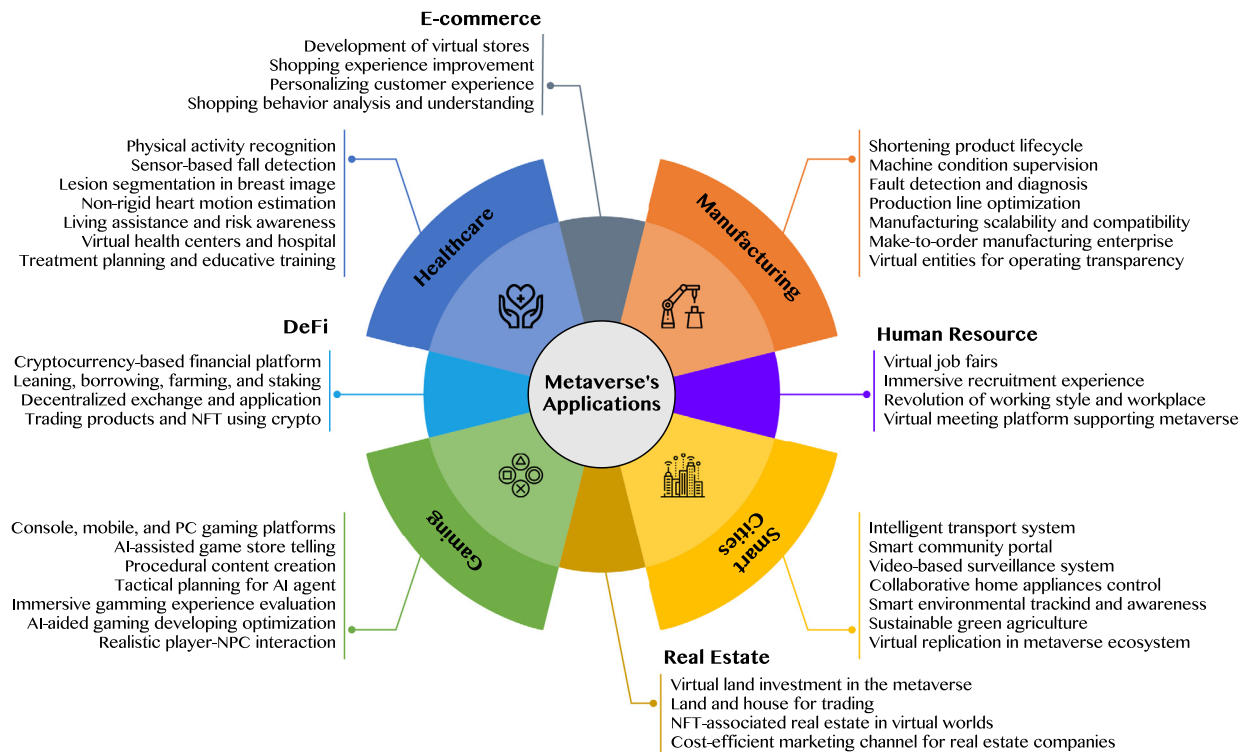 E-commerce
Development of virtual stores
Shopping experience improvement
Personalizing customer experience
Shopping behavior analysis and understanding
Physical activity recognition
Sensor-based fall detection
Lesion segmentation in breast image
Non-rigid heart motion estimation
Living assistance and risk awareness
Virtual health centers and hospital
Treatment planning and educative training
Healthcare
Manufacturing
Shortening product lifecycle
Machine condition supervision
Fault detection and diagnosis
Production line optimization
Manufacturing scalability and compatibility
Make-to-order manufacturing enterprise
Virtual entities for operating transparency
DeFi
Cryptocurrency-based financial platform
Leaning, borrowing, farming, and staking
Decentralized exchange and application
Trading products and NFT using crypto
Metaverse's
Applications
Human Resource
Virtual job fairs
Immersive recruitment experience
Revolution of working style and workplace
Virtual meeting platform supporting metaverse
Console, mobile, and PC gaming platforms
AI-assisted game store telling
Procedural content creation
Tactical planning for AI agent
Immersive gamming experience evaluation
AI-aided gaming developing optimization
Realistic player-NPC interaction
Gaming
Smart
Cities
Intelligent transport system
Smart community portal
Video-based surveillance system
Collaborative home appliances control
Smart environmental trackind and awareness
Sustainable green agriculture
Virtual replication in metaverse ecosystem
Real Estate
Virtual land investment in the metaverse
Land and house for trading
NFT-associated real estate in virtual worlds
Cost-efficient marketing channel for real estate companies